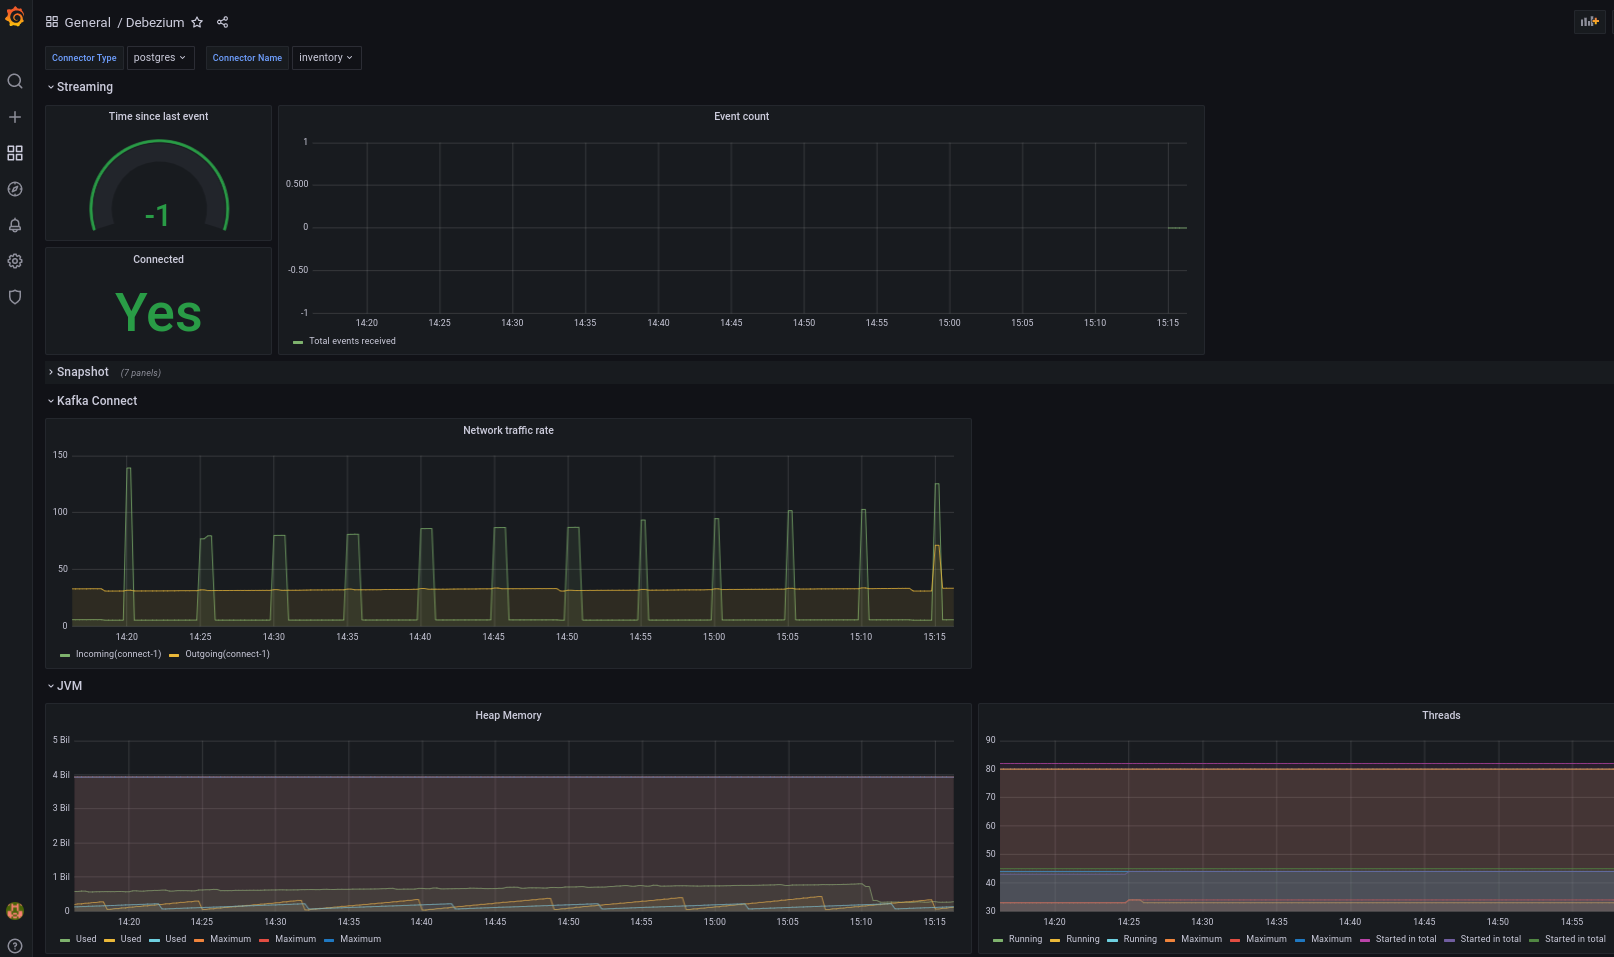 General / Debezium
Connector Type postgres Connector Name inventory
Streaming
Time since last event
-1
Connected
Yes
Event count
1
0.500
0
-0.50
-1
14:20 14:25 14:30 14:35 14:40 14:45 14:50 14:55 15:00 15:05 15:10 15:15
Total events received
Snapshot (7 panels)
Kafka Connect
Network traffic rate
150
100
50
0
14:20 14:25 14:30 14:35 14:40 14:45 14:50 14:55 15:00 15:05 15:10 15:15
Incoming(connect-1) Outgoing(connect-1)
JVM
Heap Memory
5 Bil
4 Bil
3 Bil
2 Bil
1 Bil
0
14:20 14:25 14:30 14:35 14:40 14:45 14:50 14:55 15:00 15:05 15:10 15:15
Used Used Used Maximum Maximum Maximum
Threads
90
80
70
60
50
40
30
14:20 14:25 14:30 14:35 14:40 14:45 14:50 14:55
Running Running Running Maximum Maximum Maximum Started in total Started in total Started in total